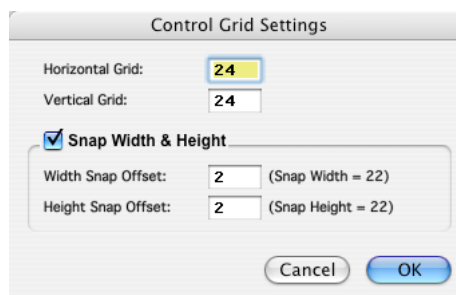 Control Grid Settings
Horizontal Grid: 24
Vertical Grid: 24
Snap Width & Height
Width Snap Offset: 2 (Snap Width = 22)
Height Snap Offset: 2 (Snap Height = 22)
Cancel OK